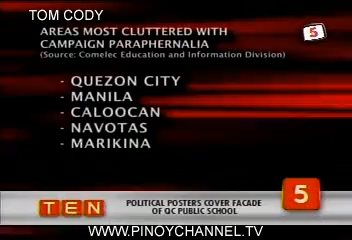 TOM CODY
AREAS MOST CLUTTERED WITH
CAMPAIGN PARAPHERNALIA
(Source: Comelec Education and Information Division)
5
- QUEZON CITY
- MANILA
- CALOOCAN
- NAVOTAS
- MARIKINA
TEN
POLITICAL POSTERS COVER FACADE
OF QC PUBLIC SCHOOL
5
WWW.PINOYCHANNEL.TV